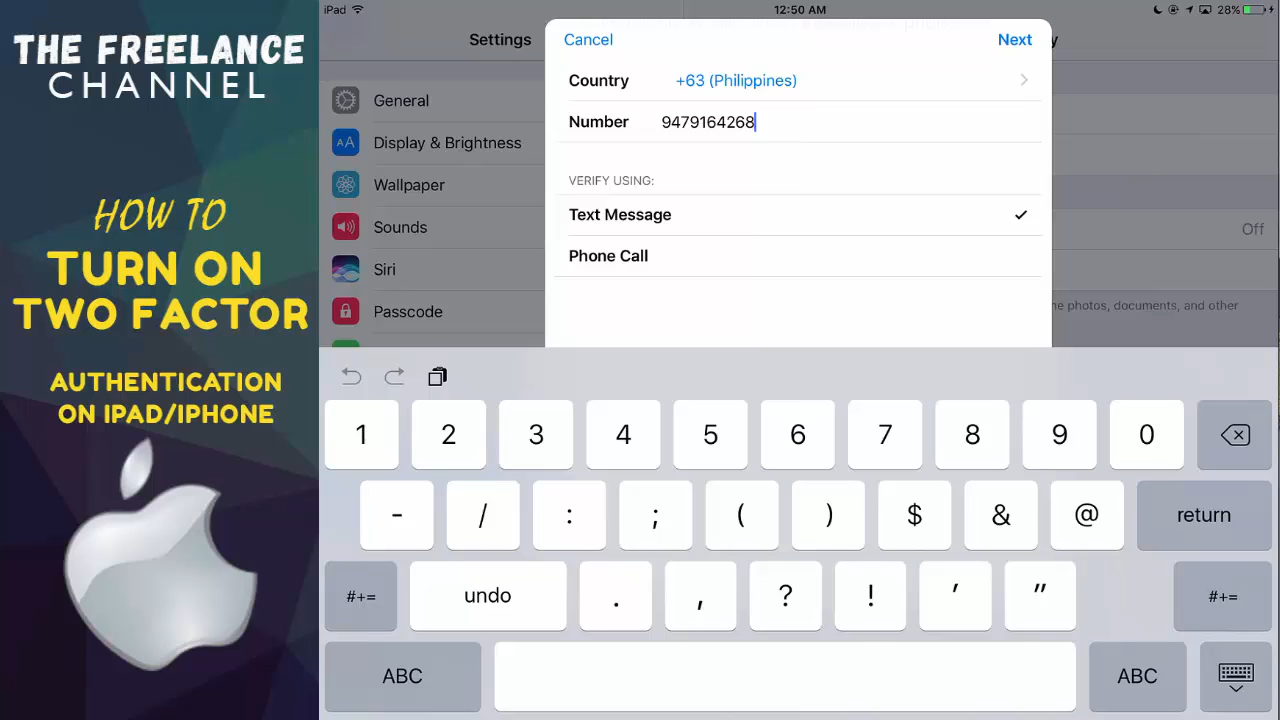 THE FREELANCE
CHANNEL
HOW TO
TURN ON
TWO FACTOR
AUTHENTICATION
ON IPAD/IPHONE
iPad
12:50 AM
28%
Settings
General
AA Display & Brightness
Wallpaper
Sounds
Siri
Passcode
Cancel
Next
y
Country +63 (Philippines)
Number 9479164268
VERIFY USING:
Text Message
Phone Call
Off
he photos, documents, and other
1 2 3 4 5 6 7 8 9 0
- / : ; ( ) $ & @ return
#+= undo . , ? ! ' " #+=
ABC ABC